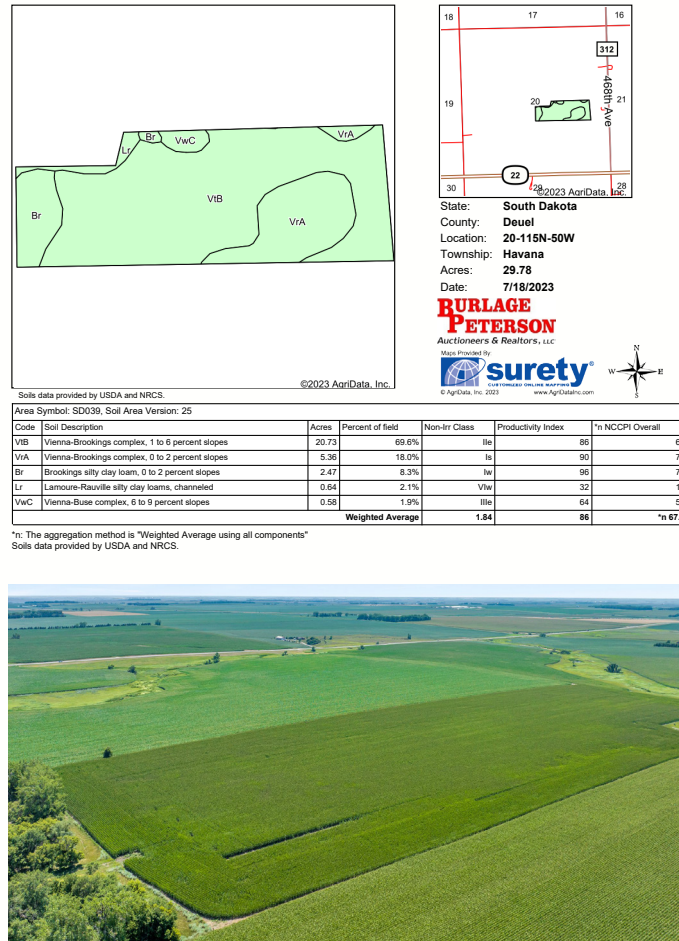 18
17
16
312
468th Ave
19
20
21
22
30
29
28
©2023 AgriData, Inc.
Br
VwC
VrA
Lr
VtB
Br
VrA
©2023 AgriData, Inc.
Soils data provided by USDA and NRCS.
State: South Dakota
County: Deuel
Location: 20-115N-50W
Township: Havana
Acres: 29.78
Date: 7/18/2023
BURLAGE
PETERSON
Auctioneers & Realtors, LLC
Maps Provided By
surety®
CUSTOMIZED ONLINE MAPPING
© AgriData, Inc. 2023 www.AgriDataInc.com
N
W E
S
Area Symbol: SD039, Soil Area Version: 25
Code Soil Description Acres Percent of field Non-Irr Class Productivity Index *n NCCPI Overall
VtB Vienna-Brookings complex, 1 to 6 percent slopes 20.73 69.6% IIe 86
VrA Vienna-Brookings complex, 0 to 2 percent slopes 5.36 18.0% Is 90
Br Brookings silty clay loam, 0 to 2 percent slopes 2.47 8.3% Iw 96
Lr Lamoure-Rauville silty clay loams, channeled 0.64 2.1% VIw 32
VwC Vienna-Buse complex, 6 to 9 percent slopes 0.58 1.9% IIIe 64
Weighted Average 1.84 86 *n 67.
*n: The aggregation method is "Weighted Average using all components"
Soils data provided by USDA and NRCS.